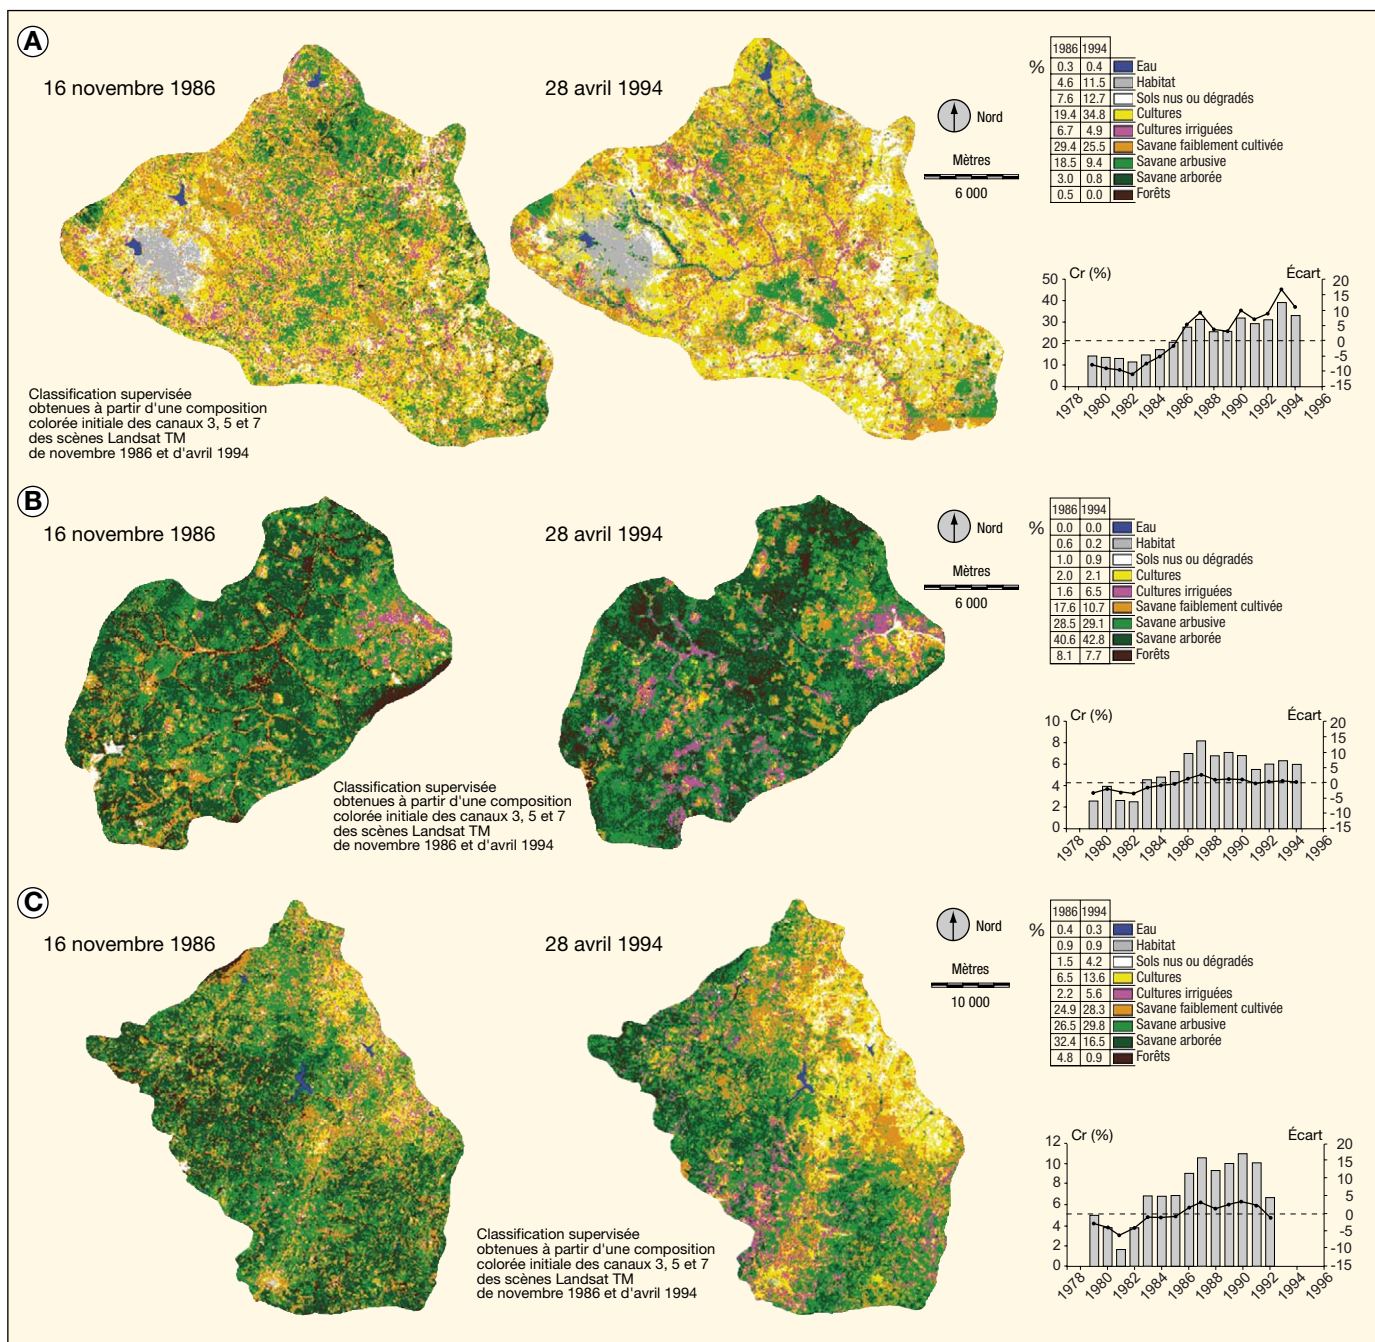 A
16 novembre 1986
28 avril 1994
Nord
Mètres
6 000
1986 1994
%
0.3 0.4 Eau
4.6 11.5 Habitat
7.6 12.7 Sols nus ou dégradés
19.4 34.8 Cultures
6.7 4.9 Cultures irriguées
29.4 25.5 Savane faiblement cultivée
18.5 9.4 Savane arbusive
3.0 0.8 Savane arborée
0.5 0.0 Forêts
Classification supervisée
obtenues à partir d'une composition
colorée initiale des canaux 3, 5 et 7
des scènes Landsat TM
de novembre 1986 et d'avril 1994
Cr (%) Écart
50 20
40 15
30 10
20 5
10 0
0 -5
-10
-15
1978 1980 1982 1984 1986 1988 1990 1992 1994 1996
B
16 novembre 1986
28 avril 1994
Nord
Mètres
6 000
1986 1994
%
0.0 0.0 Eau
0.6 0.2 Habitat
1.0 0.9 Sols nus ou dégradés
2.0 2.1 Cultures
1.6 6.5 Cultures irriguées
17.6 10.7 Savane faiblement cultivée
28.5 29.1 Savane arbusive
40.6 42.8 Savane arborée
8.1 7.7 Forêts
Classification supervisée
obtenues à partir d'une composition
colorée initiale des canaux 3, 5 et 7
des scènes Landsat TM
de novembre 1986 et d'avril 1994
Cr (%) Écart
10 20
8 15
6 10
4 5
2 0
0 -5
-10
-15
1978 1980 1982 1984 1986 1988 1990 1992 1994 1996
C
16 novembre 1986
28 avril 1994
Nord
Mètres
10 000
1986 1994
%
0.4 0.3 Eau
0.9 0.9 Habitat
1.5 4.2 Sols nus ou dégradés
6.5 13.6 Cultures
2.2 5.6 Cultures irriguées
24.9 28.3 Savane faiblement cultivée
26.5 29.8 Savane arbusive
32.4 16.5 Savane arborée
4.8 0.9 Forêts
Classification supervisée
obtenues à partir d'une composition
colorée initiale des canaux 3, 5 et 7
des scènes Landsat TM
de novembre 1986 et d'avril 1994
Cr (%) Écart
12 20
10 15
8 10
6 5
4 0
2 -5
0 -10
-15
1978 1980 1982 1984 1986 1988 1990 1992 1994 1996